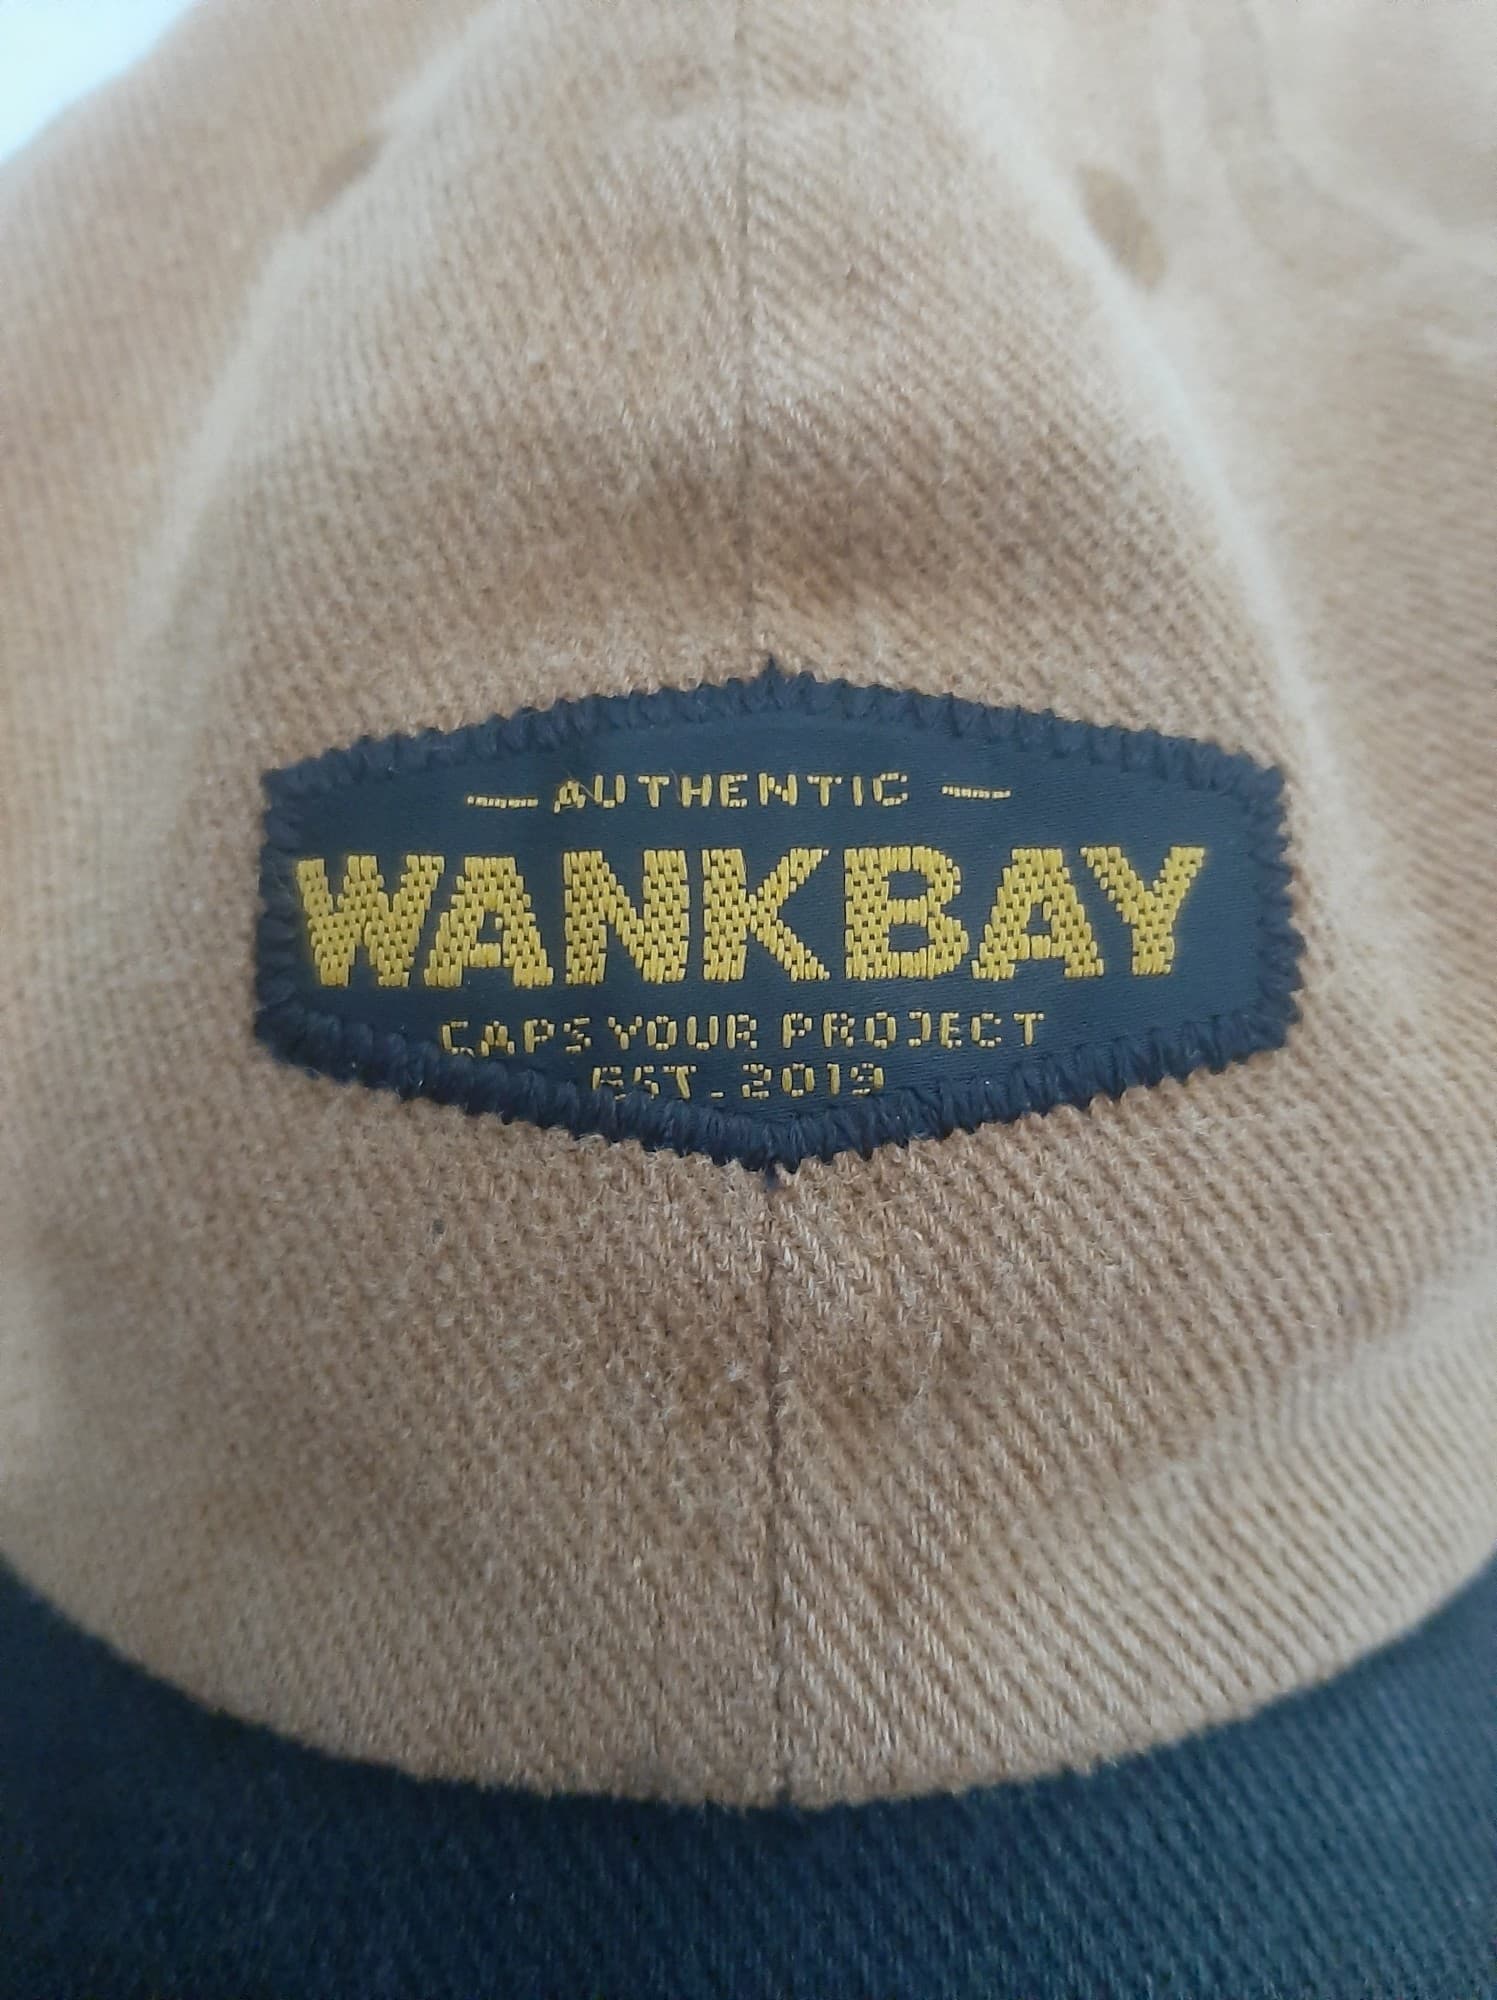 — AUTHENTIC —
WANKBAY
CAPS YOUR PROJECT
EST. 2019